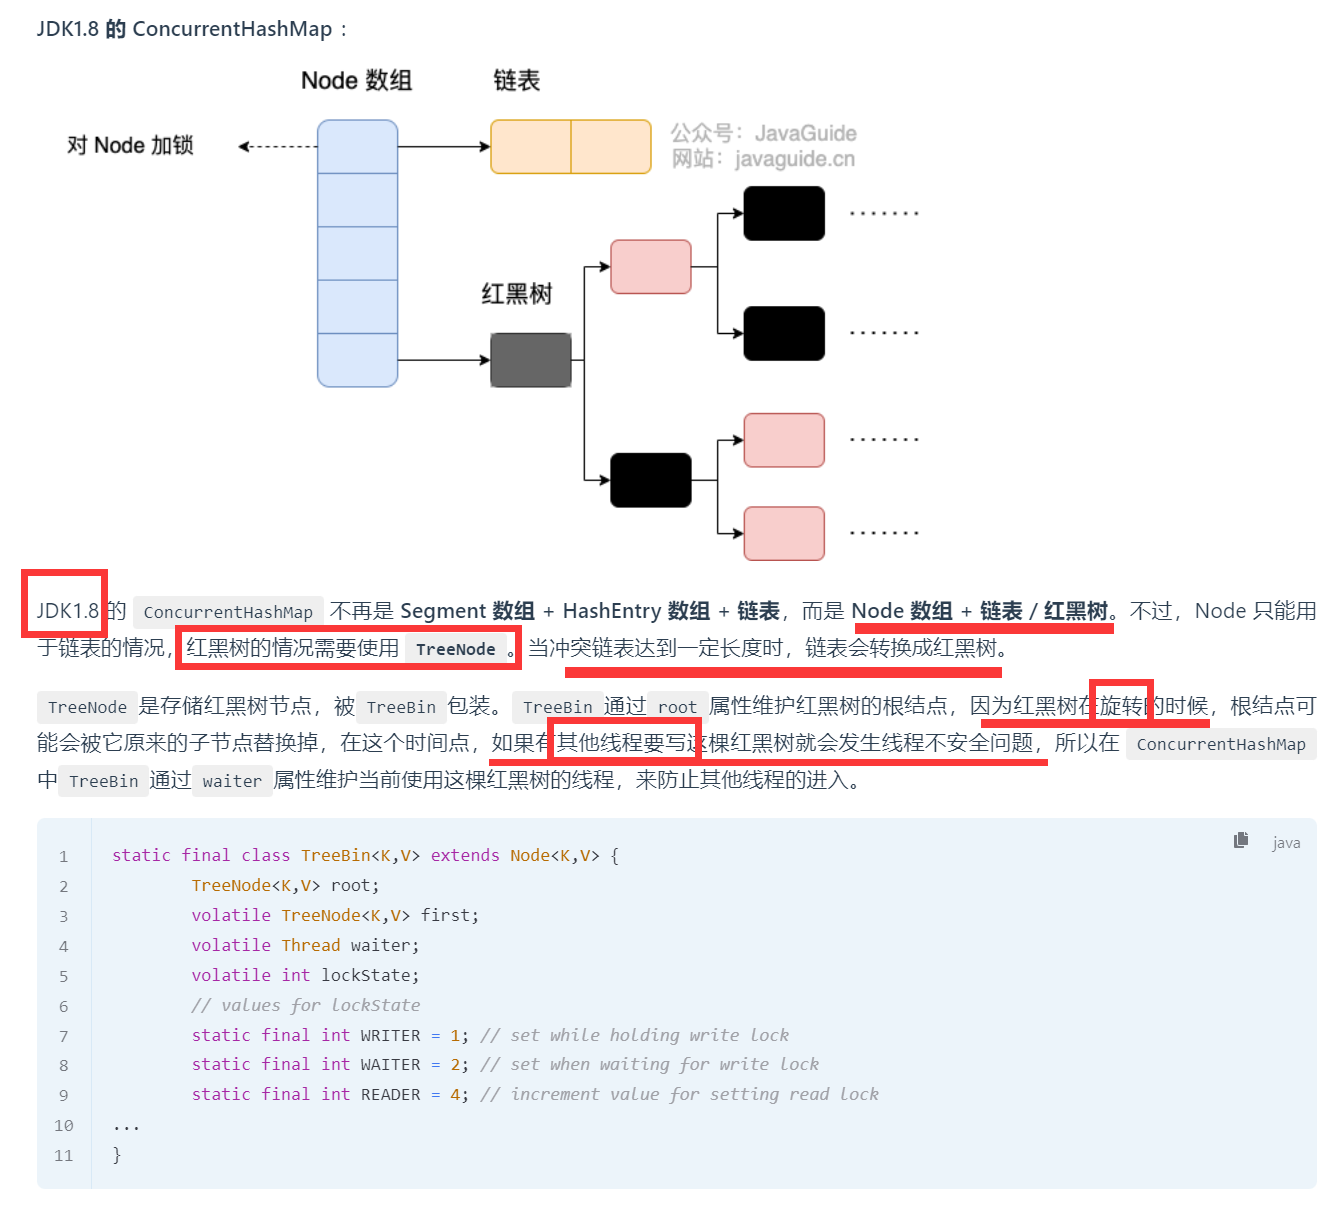 JDK1.8 的 ConcurrentHashMap :
Node 数组
链表
对 Node 加锁
公众号：JavaGuide
网站：javaguide.cn
红黑树
.......
.......
.......
.......
JDK1.8 的 ConcurrentHashMap 不再是 Segment 数组 + HashEntry 数组 + 链表，而是 Node 数组 + 链表 / 红黑树。不过，Node 只能用
于链表的情况，红黑树的情况需要使用 TreeNode 。当冲突链表达到一定长度时，链表会转换成红黑树。
TreeNode 是存储红黑树节点，被 TreeBin 包装。 TreeBin 通过 root 属性维护红黑树的根结点，因为红黑树在旋转的时候，根结点可
能会被它原来的子节点替换掉，在这个时间点，如果有其他线程要写这棵红黑树就会发生线程不安全问题，所以在 ConcurrentHashMap
中 TreeBin 通过 waiter 属性维护当前使用这棵红黑树的线程，来防止其他线程的进入。
java
1 static final class TreeBin<K,V> extends Node<K,V> {
2 TreeNode<K,V> root;
3 volatile TreeNode<K,V> first;
4 volatile Thread waiter;
5 volatile int lockState;
6 // values for lockState
7 static final int WRITER = 1; // set while holding write lock
8 static final int WAITER = 2; // set when waiting for write lock
9 static final int READER = 4; // increment value for setting read lock
10 ...
11 }